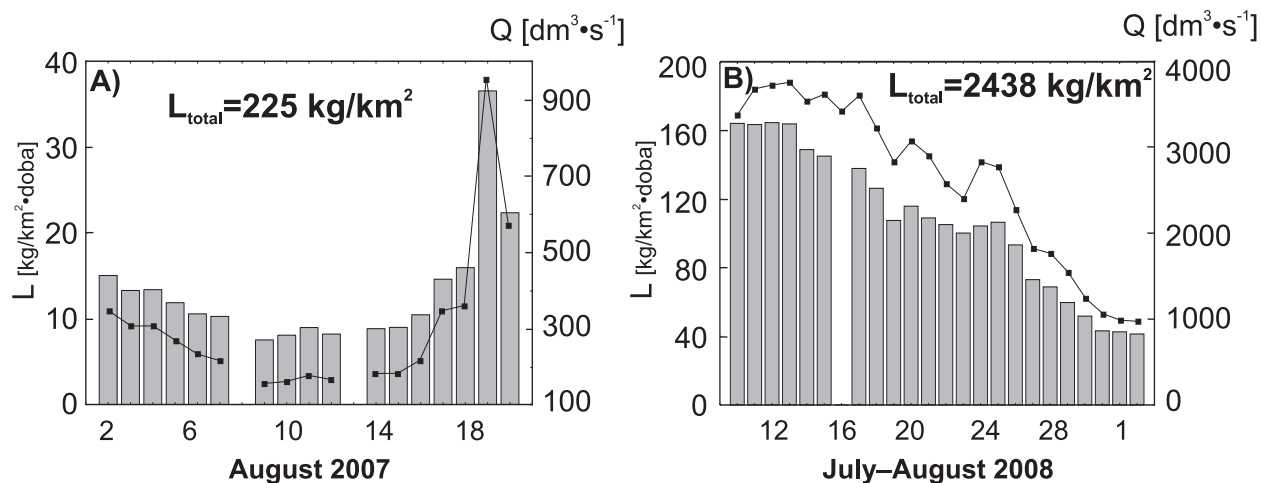 Q [dm³•s⁻¹]
A)
L_total=225 kg/km²
40
30
20
10
0
L [kg/km²•doba]
900
700
500
300
100
2 6 10 14 18
August 2007
Q [dm³•s⁻¹]
B)
L_total=2438 kg/km²
200
160
120
80
40
0
L [kg/km²•doba]
4000
3000
2000
1000
0
12 16 20 24 28 1
July–August 2008